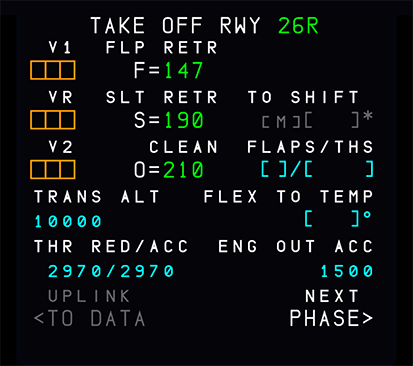 TAKE OFF RWY 26R
V1 FLP RETR
□□□ F=147
VR SLT RETR TO SHIFT
□□□ S=190 [M][ ]*
V2 CLEAN FLAPS/THS
□□□ O=210 [ ]/[ ]
TRANS ALT FLEX TO TEMP
10000 [ ]°
THR RED/ACC ENG OUT ACC
2970/2970 1500
UPLINK NEXT
<TO DATA PHASE>